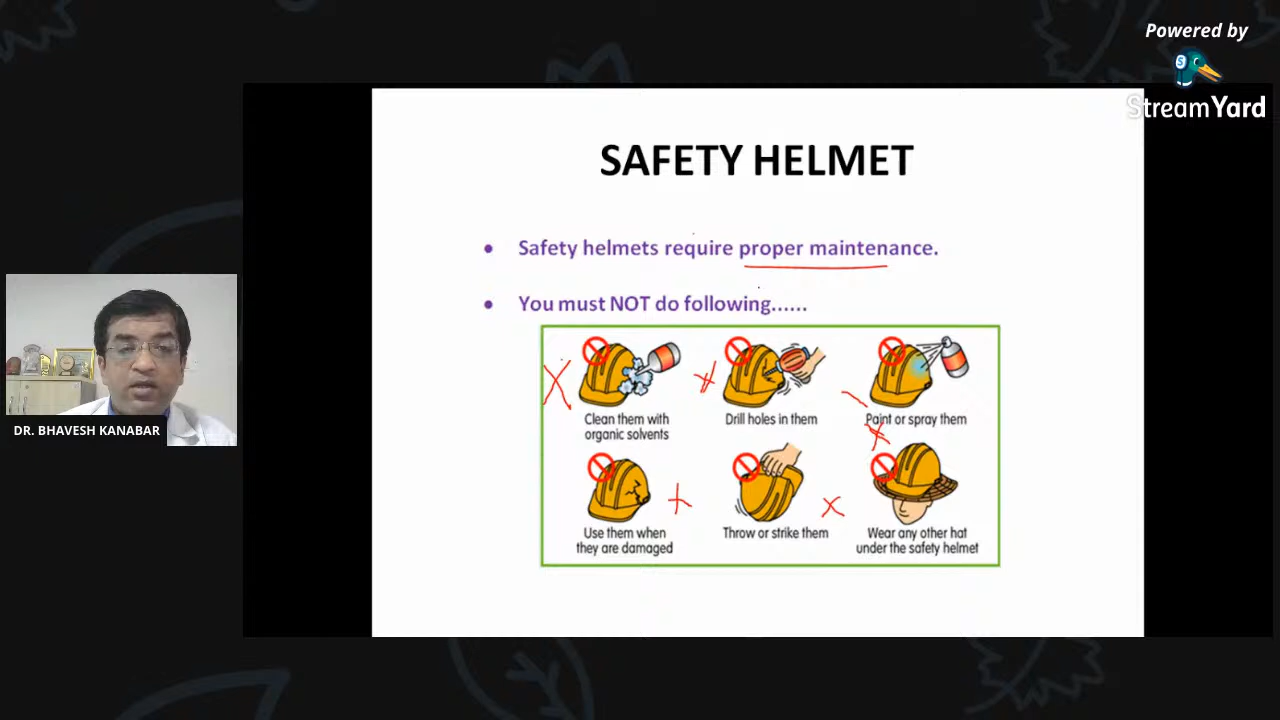 Powered by
StreamYard
SAFETY HELMET
• Safety helmets require proper maintenance.
• You must NOT do following......
Clean them with
organic solvents
Drill holes in them
Paint or spray them
Use them when
they are damaged
Throw or strike them
Wear any other hat
under the safety helmet
DR. BHAVESH KANABAR